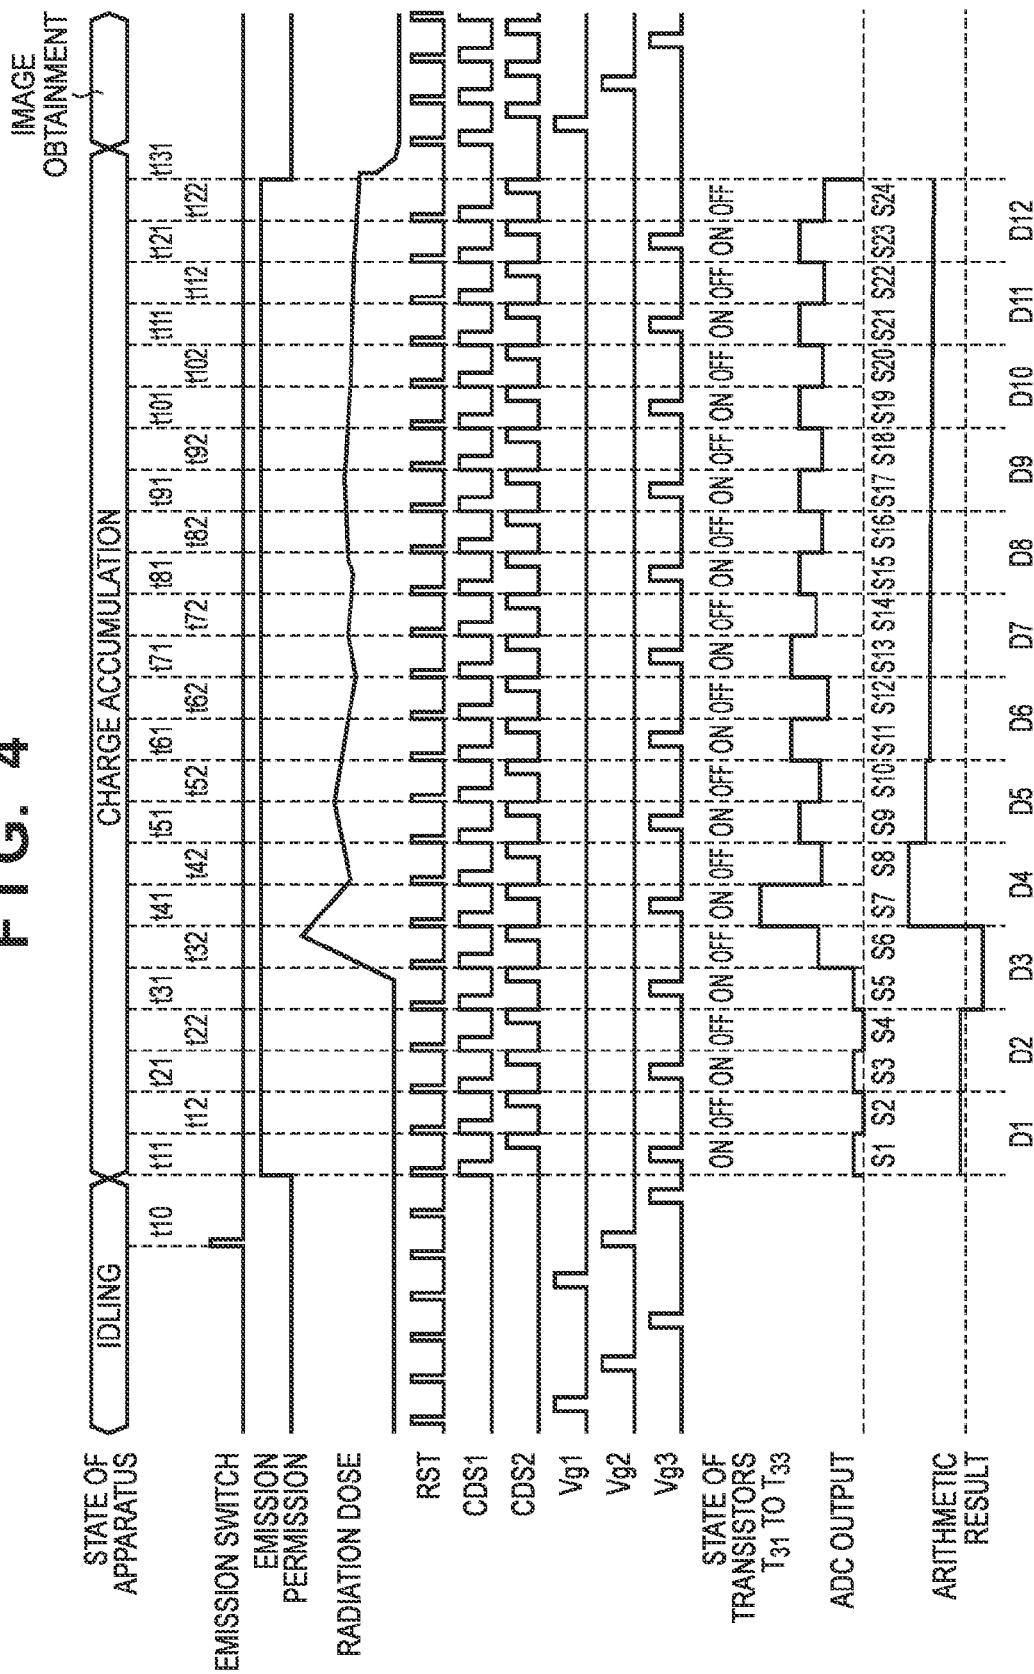 FIG. 4
STATE OF
APPARATUS
IDLING
CHARGE ACCUMULATION
IMAGE
OBTAINMENT
t10
t11
t12
t21
t22
t31
t32
t41
t42
t51
t52
t61
t62
t71
t72
t81
t82
t91
t92
t101
t102
t111
t112
t121
t122
t131
EMISSION SWITCH
EMISSION
PERMISSION
RADIATION DOSE
RST
CDS1
CDS2
Vg1
Vg2
Vg3
STATE OF
TRANSISTORS
T31 TO T33
ON OFF ON OFF ON OFF ON OFF ON OFF ON OFF ON OFF ON OFF ON OFF ON OFF ON OFF ON OFF
ADC OUTPUT
S1 S2 S3 S4 S5 S6 S7 S8 S9 S10 S11 S12 S13 S14 S15 S16 S17 S18 S19 S20 S21 S22 S23 S24
ARITHMETIC
RESULT
D1 D2 D3 D4 D5 D6 D7 D8 D9 D10 D11 D12